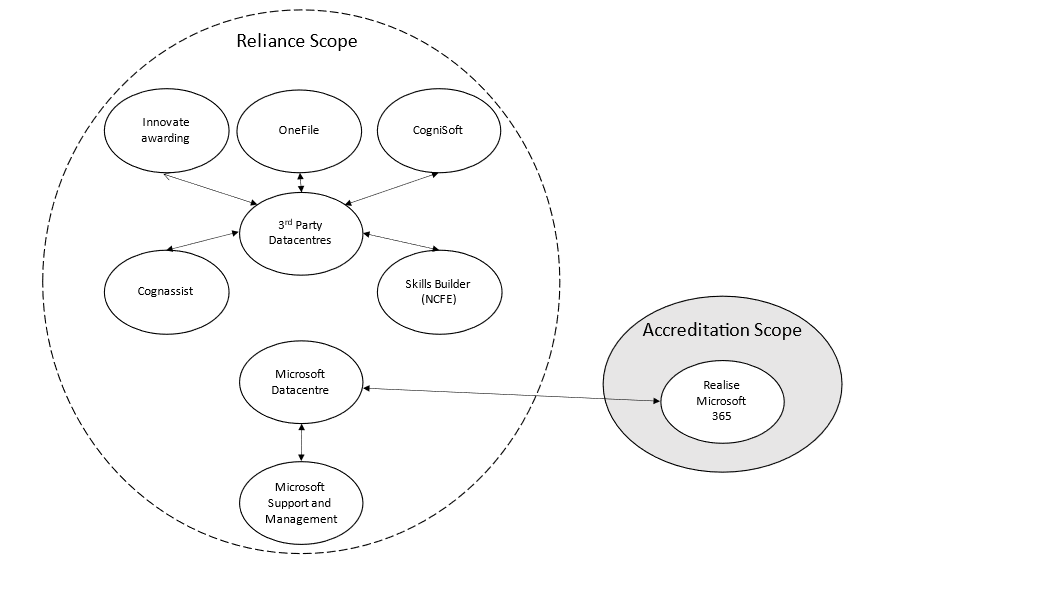 Reliance Scope
Innovate
awarding
OneFile
CogniSoft
3rd Party
Datacentres
Cognassist
Skills Builder
(NCFE)
Microsoft
Datacentre
Microsoft
Support and
Management
Accreditation Scope
Realise
Microsoft
365